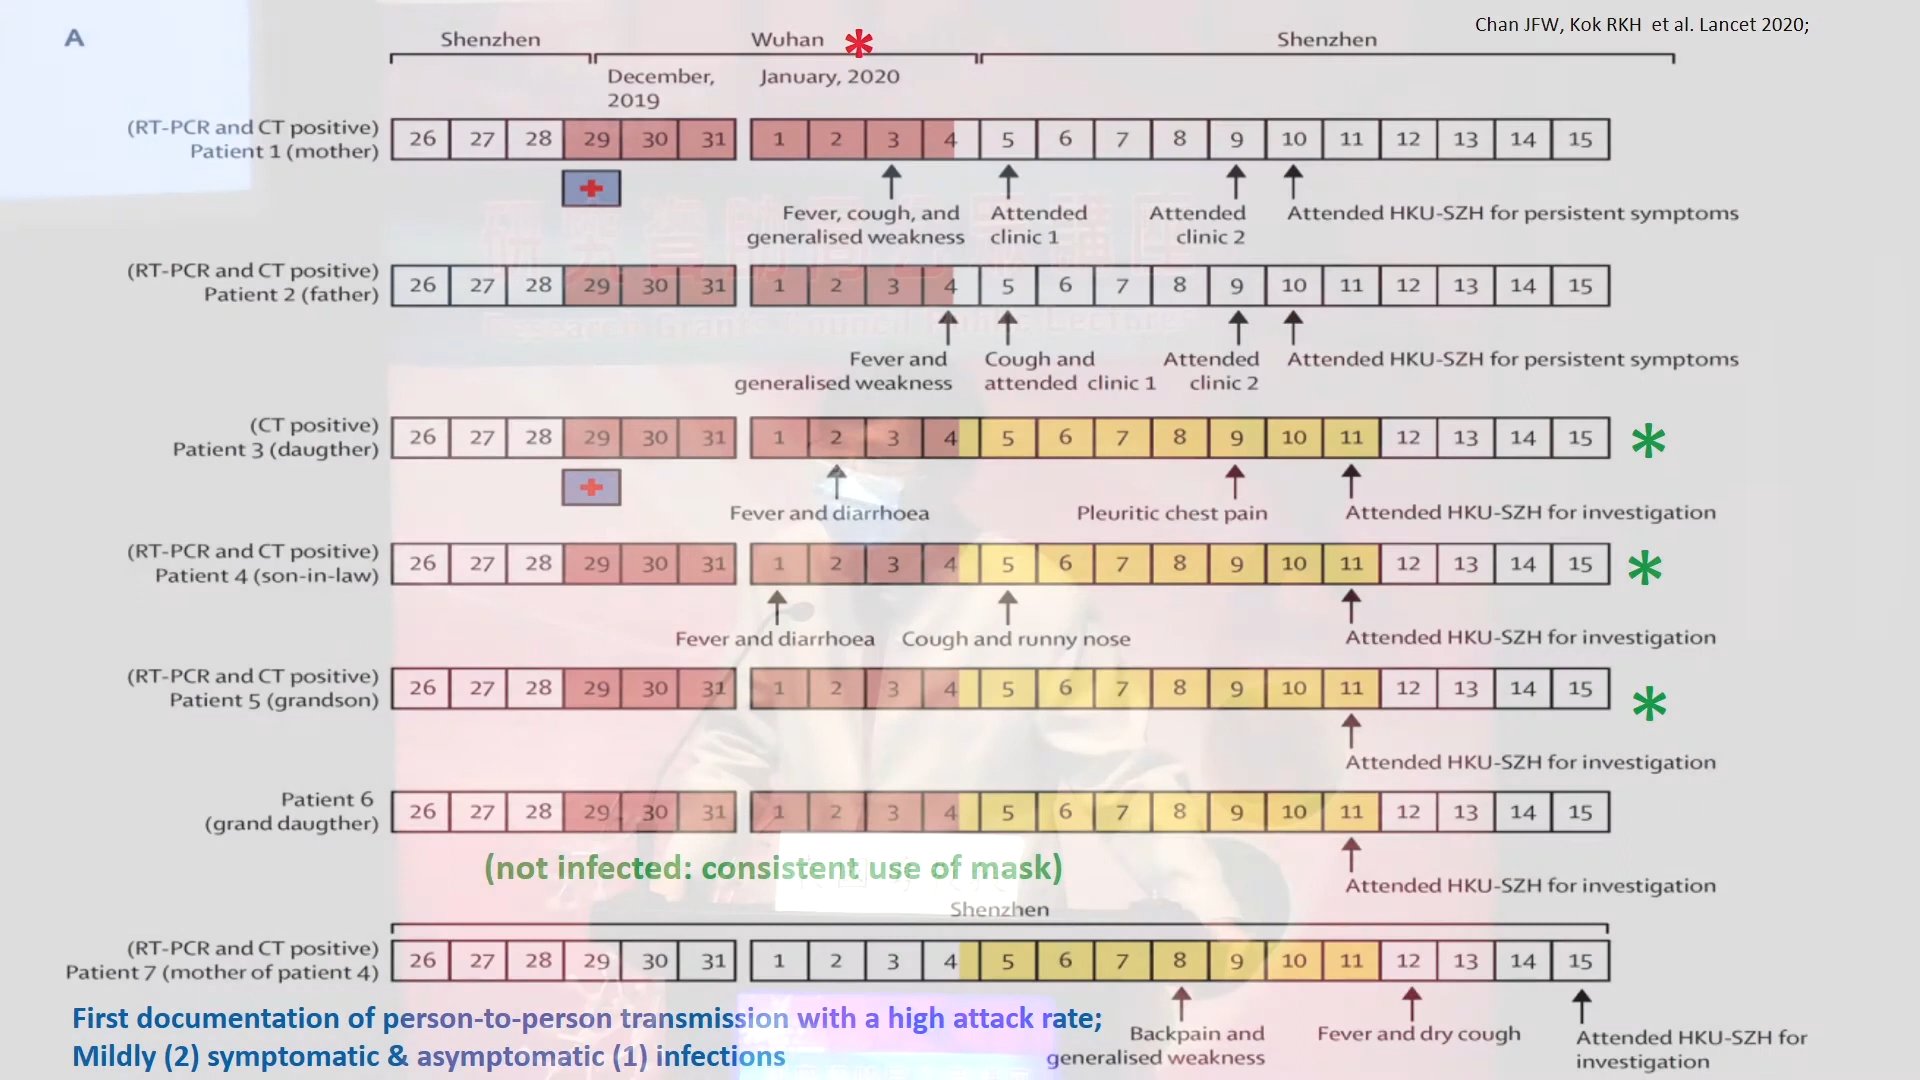 Chan JFW, Kok RKH et al. Lancet 2020;
A
Shenzhen
Wuhan *
Shenzhen
December,
2019
January, 2020
(RT-PCR and CT positive)
Patient 1 (mother)
26 27 28 29 30 31 1 2 3 4 5 6 7 8 9 10 11 12 13 14 15
Fever, cough, and
generalised weakness
Attended
clinic 1
Attended
clinic 2
Attended HKU-SZH for persistent symptoms
研究資助局公眾講座
Research Grants Council Public Lectures
(RT-PCR and CT positive)
Patient 2 (father)
26 27 28 29 30 31 1 2 3 4 5 6 7 8 9 10 11 12 13 14 15
Fever and
generalised weakness
Cough and
attended clinic 1
Attended
clinic 2
Attended HKU-SZH for persistent symptoms
(CT positive)
Patient 3 (daugther)
26 27 28 29 30 31 1 2 3 4 5 6 7 8 9 10 11 12 13 14 15 *
Fever and diarrhoea
Pleuritic chest pain
Attended HKU-SZH for investigation
(RT-PCR and CT positive)
Patient 4 (son-in-law)
26 27 28 29 30 31 1 2 3 4 5 6 7 8 9 10 11 12 13 14 15 *
Fever and diarrhoea
Cough and runny nose
Attended HKU-SZH for investigation
(RT-PCR and CT positive)
Patient 5 (grandson)
26 27 28 29 30 31 1 2 3 4 5 6 7 8 9 10 11 12 13 14 15 *
Attended HKU-SZH for investigation
Patient 6
(grand daugther)
26 27 28 29 30 31 1 2 3 4 5 6 7 8 9 10 11 12 13 14 15
(not infected: consistent use of mask)
Attended HKU-SZH for investigation
Shenzhen
(RT-PCR and CT positive)
Patient 7 (mother of patient 4)
26 27 28 29 30 31 1 2 3 4 5 6 7 8 9 10 11 12 13 14 15
Backpain and
generalised weakness
Fever and dry cough
Attended HKU-SZH for
investigation
First documentation of person-to-person transmission with a high attack rate;
Mildly (2) symptomatic & asymptomatic (1) infections